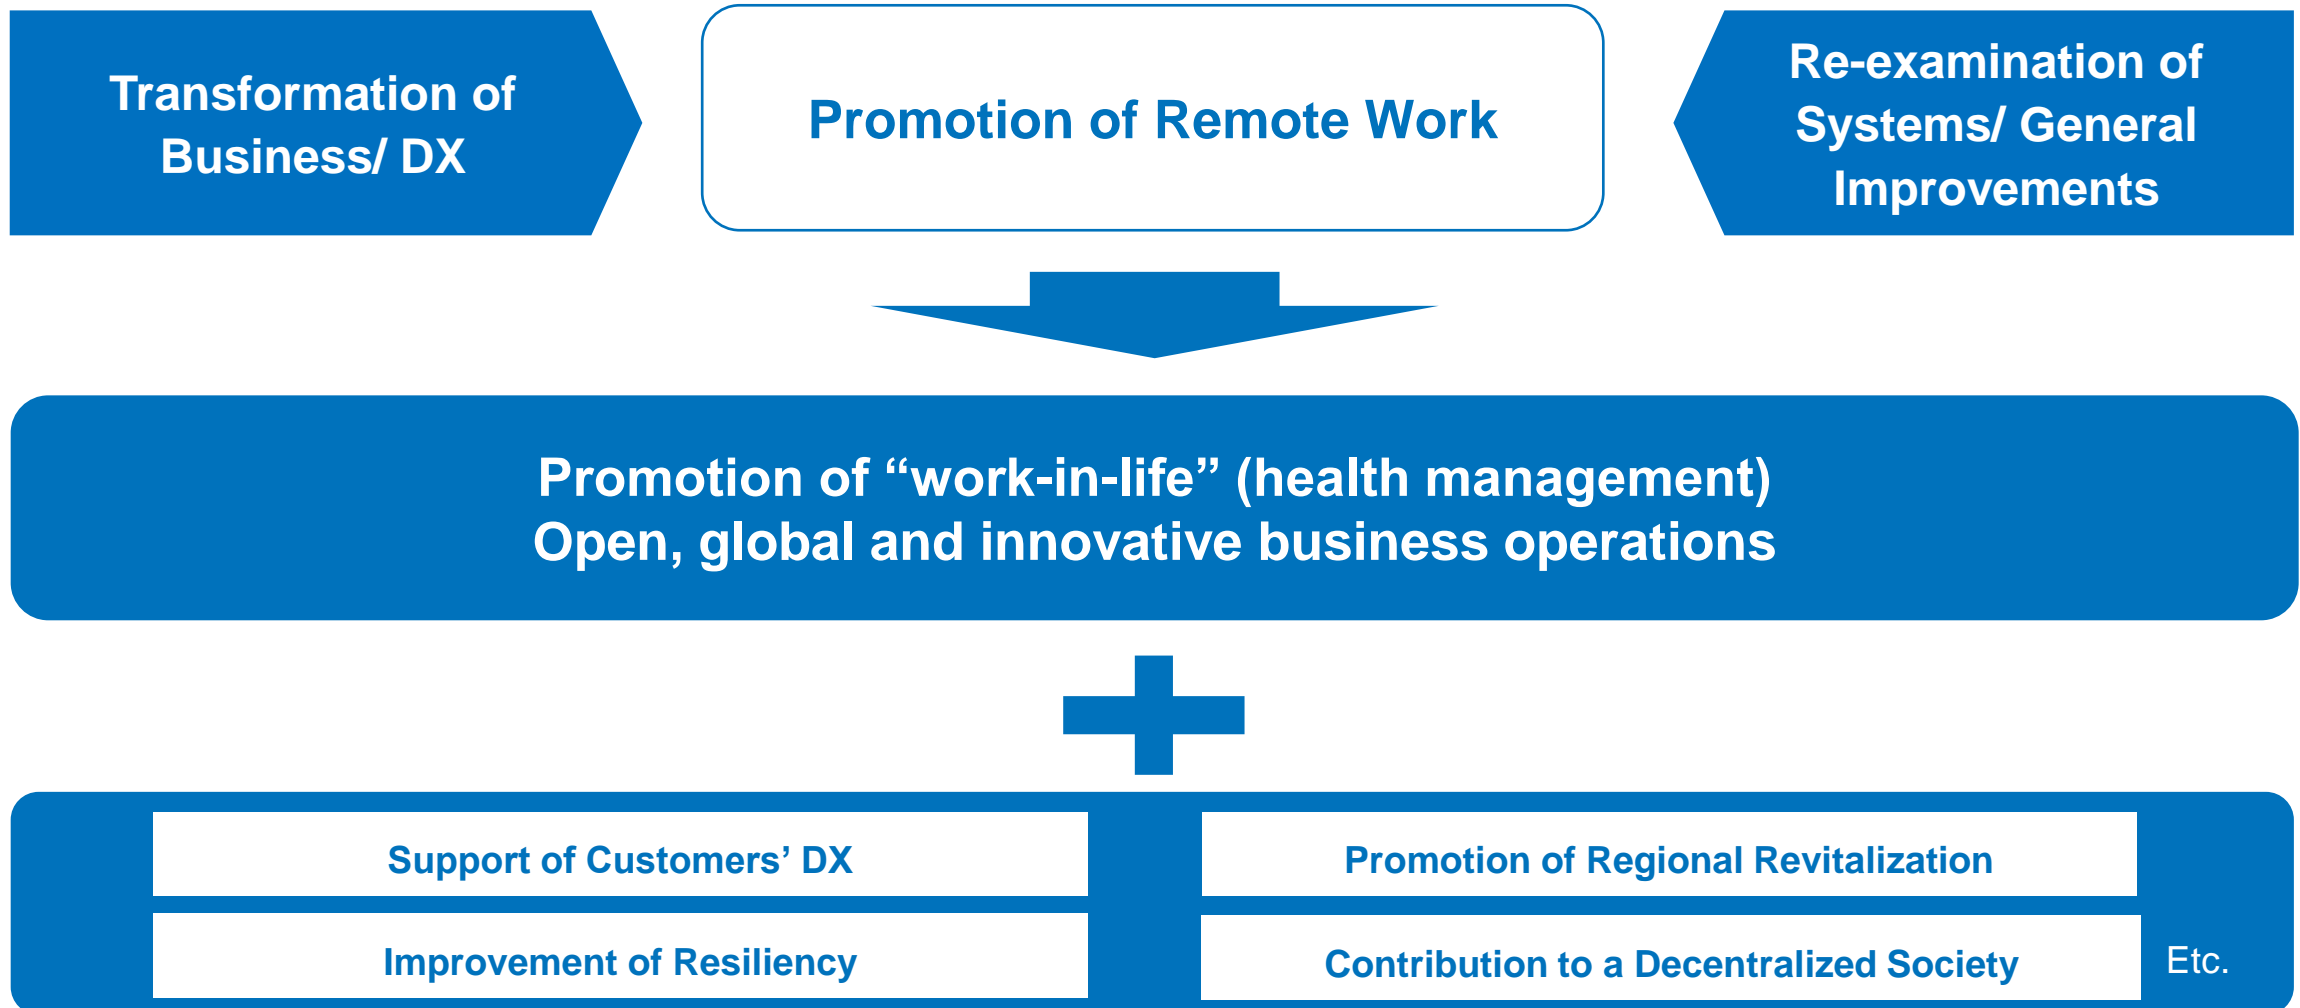 Transformation of
Business/ DX
Promotion of Remote Work
Re-examination of
Systems/ General
Improvements
Promotion of “work-in-life” (health management)
Open, global and innovative business operations
Support of Customers’ DX
Promotion of Regional Revitalization
Improvement of Resiliency
Contribution to a Decentralized Society
Etc.